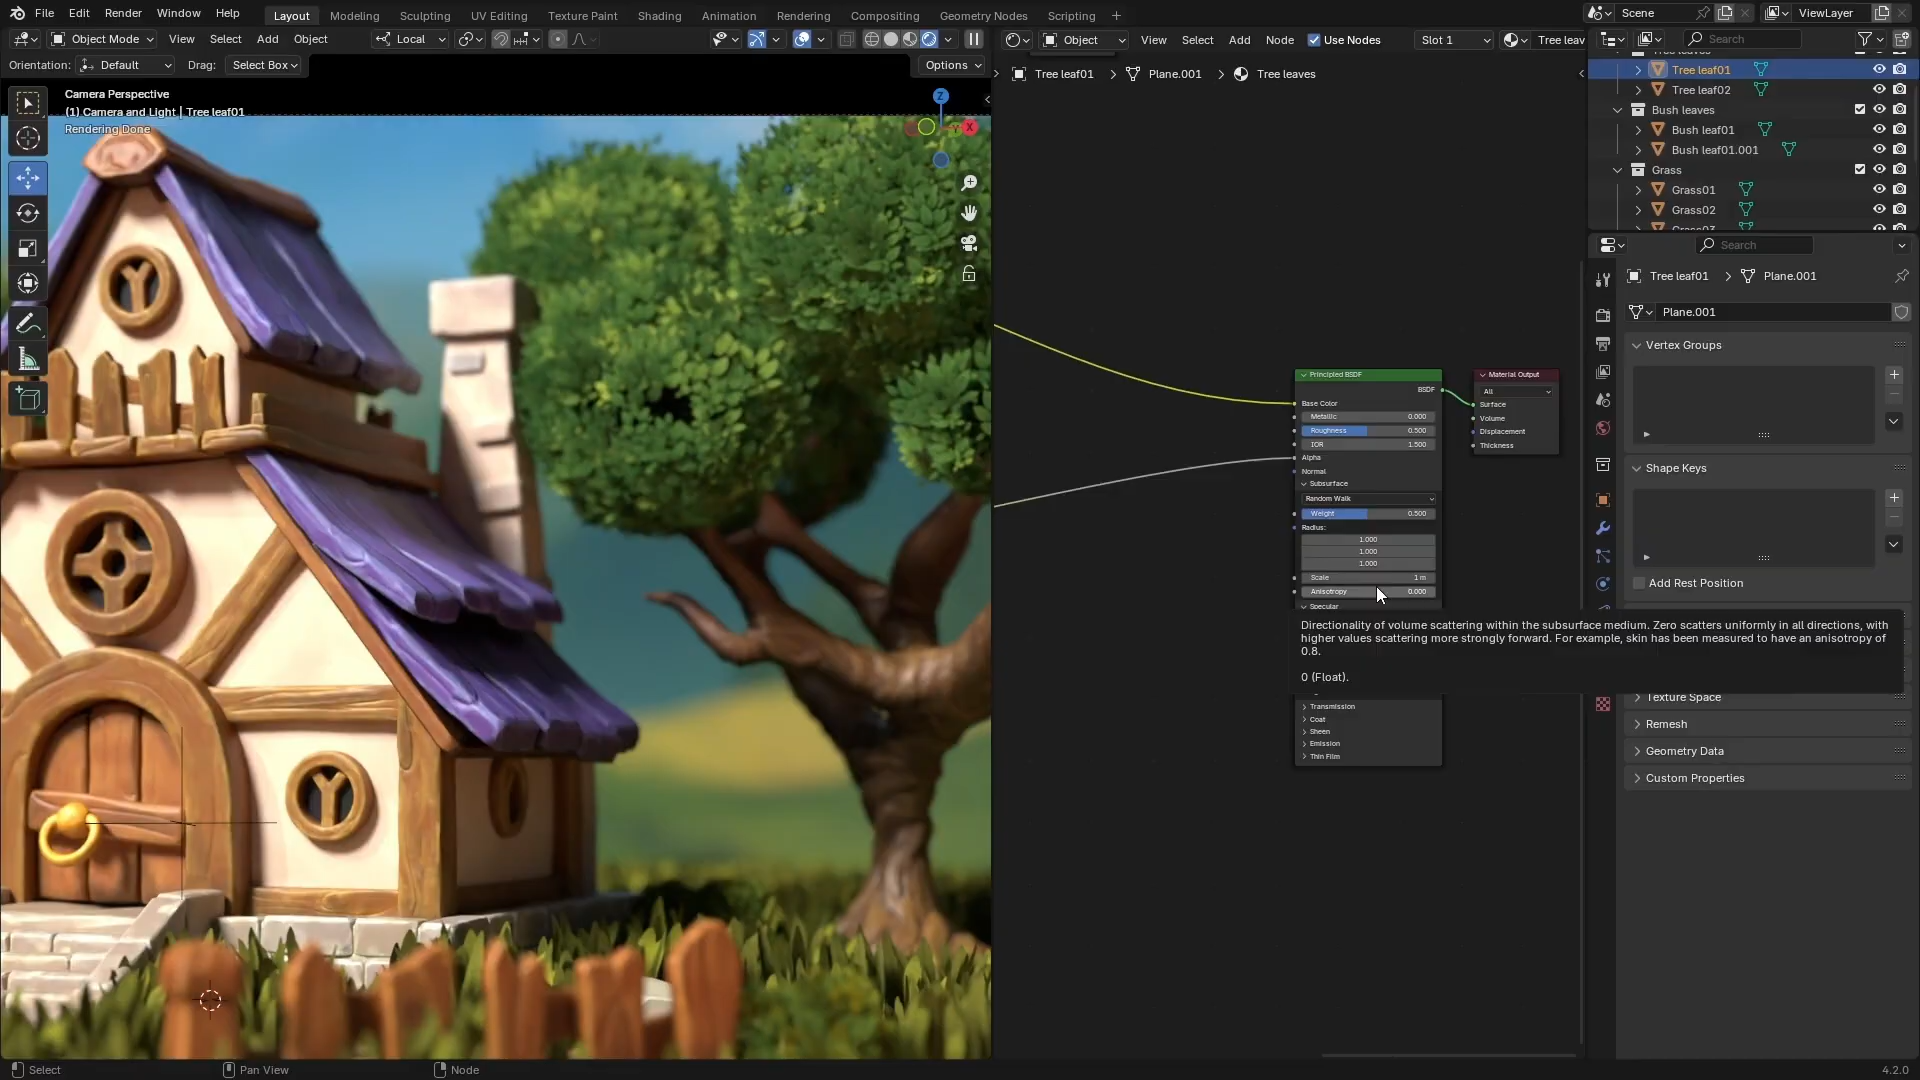 File Edit Render Window Help Layout Modeling Sculpting UV Editing Texture Paint Shading Animation Rendering Compositing Geometry Nodes Scripting + Scene ViewLayer
Object Mode View Select Add Object Local
Orientation: Default Drag: Select Box Options
Camera Perspective
(1) Camera and Light | Tree leaf01
Rendering Done
Z
X
Object View Select Add Node Use Nodes Slot 1 Tree leav
Tree leaf01 > Plane.001 > Tree leaves
Principled BSDF
BSDF
Base Color
Metallic 0.000
Roughness 0.500
IOR 1.500
Alpha
Normal
Subsurface
Random Walk
Weight 0.500
Radius:
1.000
1.000
1.000
Scale 1 m
Anisotropy 0.000
Specular
Material Output
All
Surface
Volume
Displacement
Thickness
Directionality of volume scattering within the subsurface medium. Zero scatters uniformly in all directions, with
higher values scattering more strongly forward. For example, skin has been measured to have an anisotropy of
0.8.
0 (Float).
Transmission
Coat
Sheen
Emission
Thin Film
Search
Tree leaf01
Tree leaf02
Bush leaves
Bush leaf01
Bush leaf01.001
Grass
Grass01
Grass02
Search
Tree leaf01 > Plane.001
Plane.001
Vertex Groups
Shape Keys
Add Rest Position
Texture Space
Remesh
Geometry Data
Custom Properties
Select Pan View Node 4.2.0